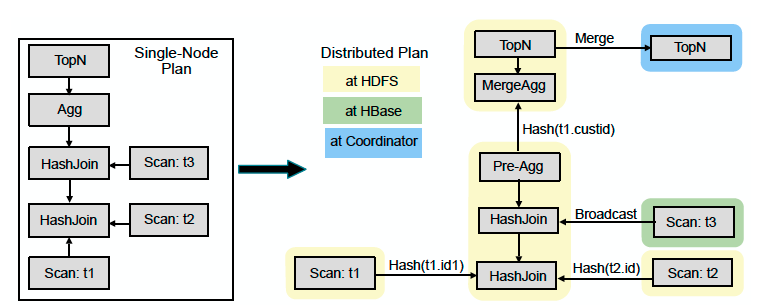 Single-Node
Plan
TopN
Agg
HashJoin
Scan: t3
HashJoin
Scan: t2
Scan: t1
Distributed Plan
at HDFS
at HBase
at Coordinator
TopN
Merge
TopN
MergeAgg
Hash(t1.custid)
Pre-Agg
HashJoin
Broadcast
Scan: t3
Scan: t1
Hash(t1.id1)
HashJoin
Hash(t2.id)
Scan: t2